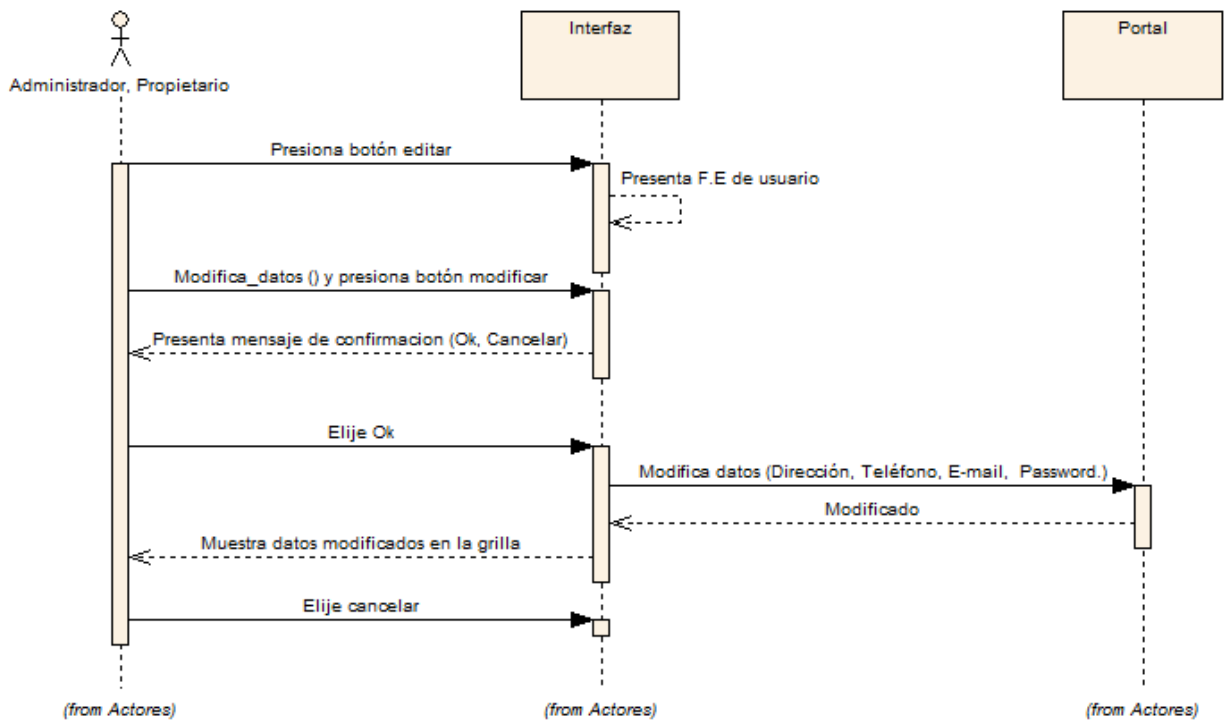 Interfaz
Portal
Administrador, Propietario
Presiona botón editar
Presenta F.E de usuario
Modifica_datos () y presiona botón modificar
Presenta mensaje de confirmacion (Ok, Cancelar)
Elije Ok
Modifica datos (Dirección, Teléfono, E-mail, Password.)
Modificado
Muestra datos modificados en la grilla
Elije cancelar
(from Actores)
(from Actores)
(from Actores)